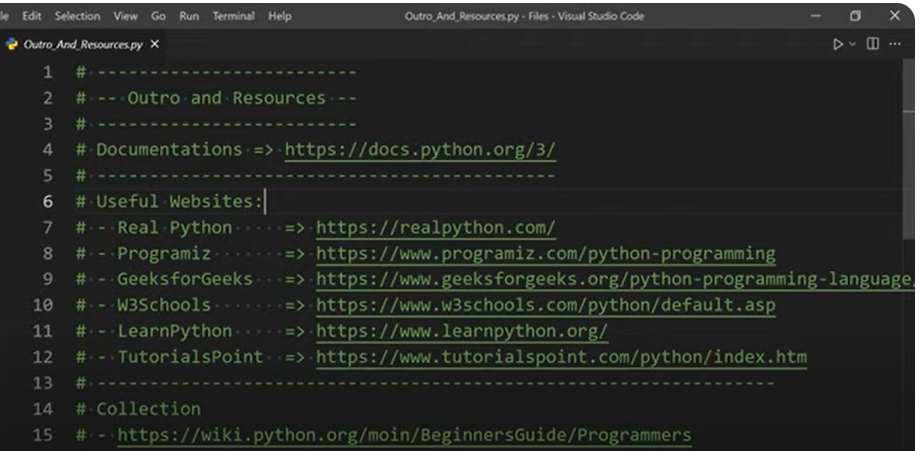 le Edit Selection View Go Run Terminal Help Outro_And_Resources.py - Files - Visual Studio Code
Outro_And_Resources.py
1 # -------------------------
2 # -- Outro and Resources --
3 # -------------------------
4 # Documentations => https://docs.python.org/3/
5 # --------------------------------------------
6 # Useful Websites:
7 # - Real Python => https://realpython.com/
8 # - Programiz => https://www.programiz.com/python-programming
9 # - GeeksforGeeks => https://www.geeksforgeeks.org/python-programming-language/
10 # - W3Schools => https://www.w3schools.com/python/default.asp
11 # - LearnPython => https://www.learnpython.org/
12 # - TutorialsPoint => https://www.tutorialspoint.com/python/index.htm
13 # -----------------------------------------------------------------
14 # Collection
15 # - https://wiki.python.org/moin/BeginnersGuide/Programmers